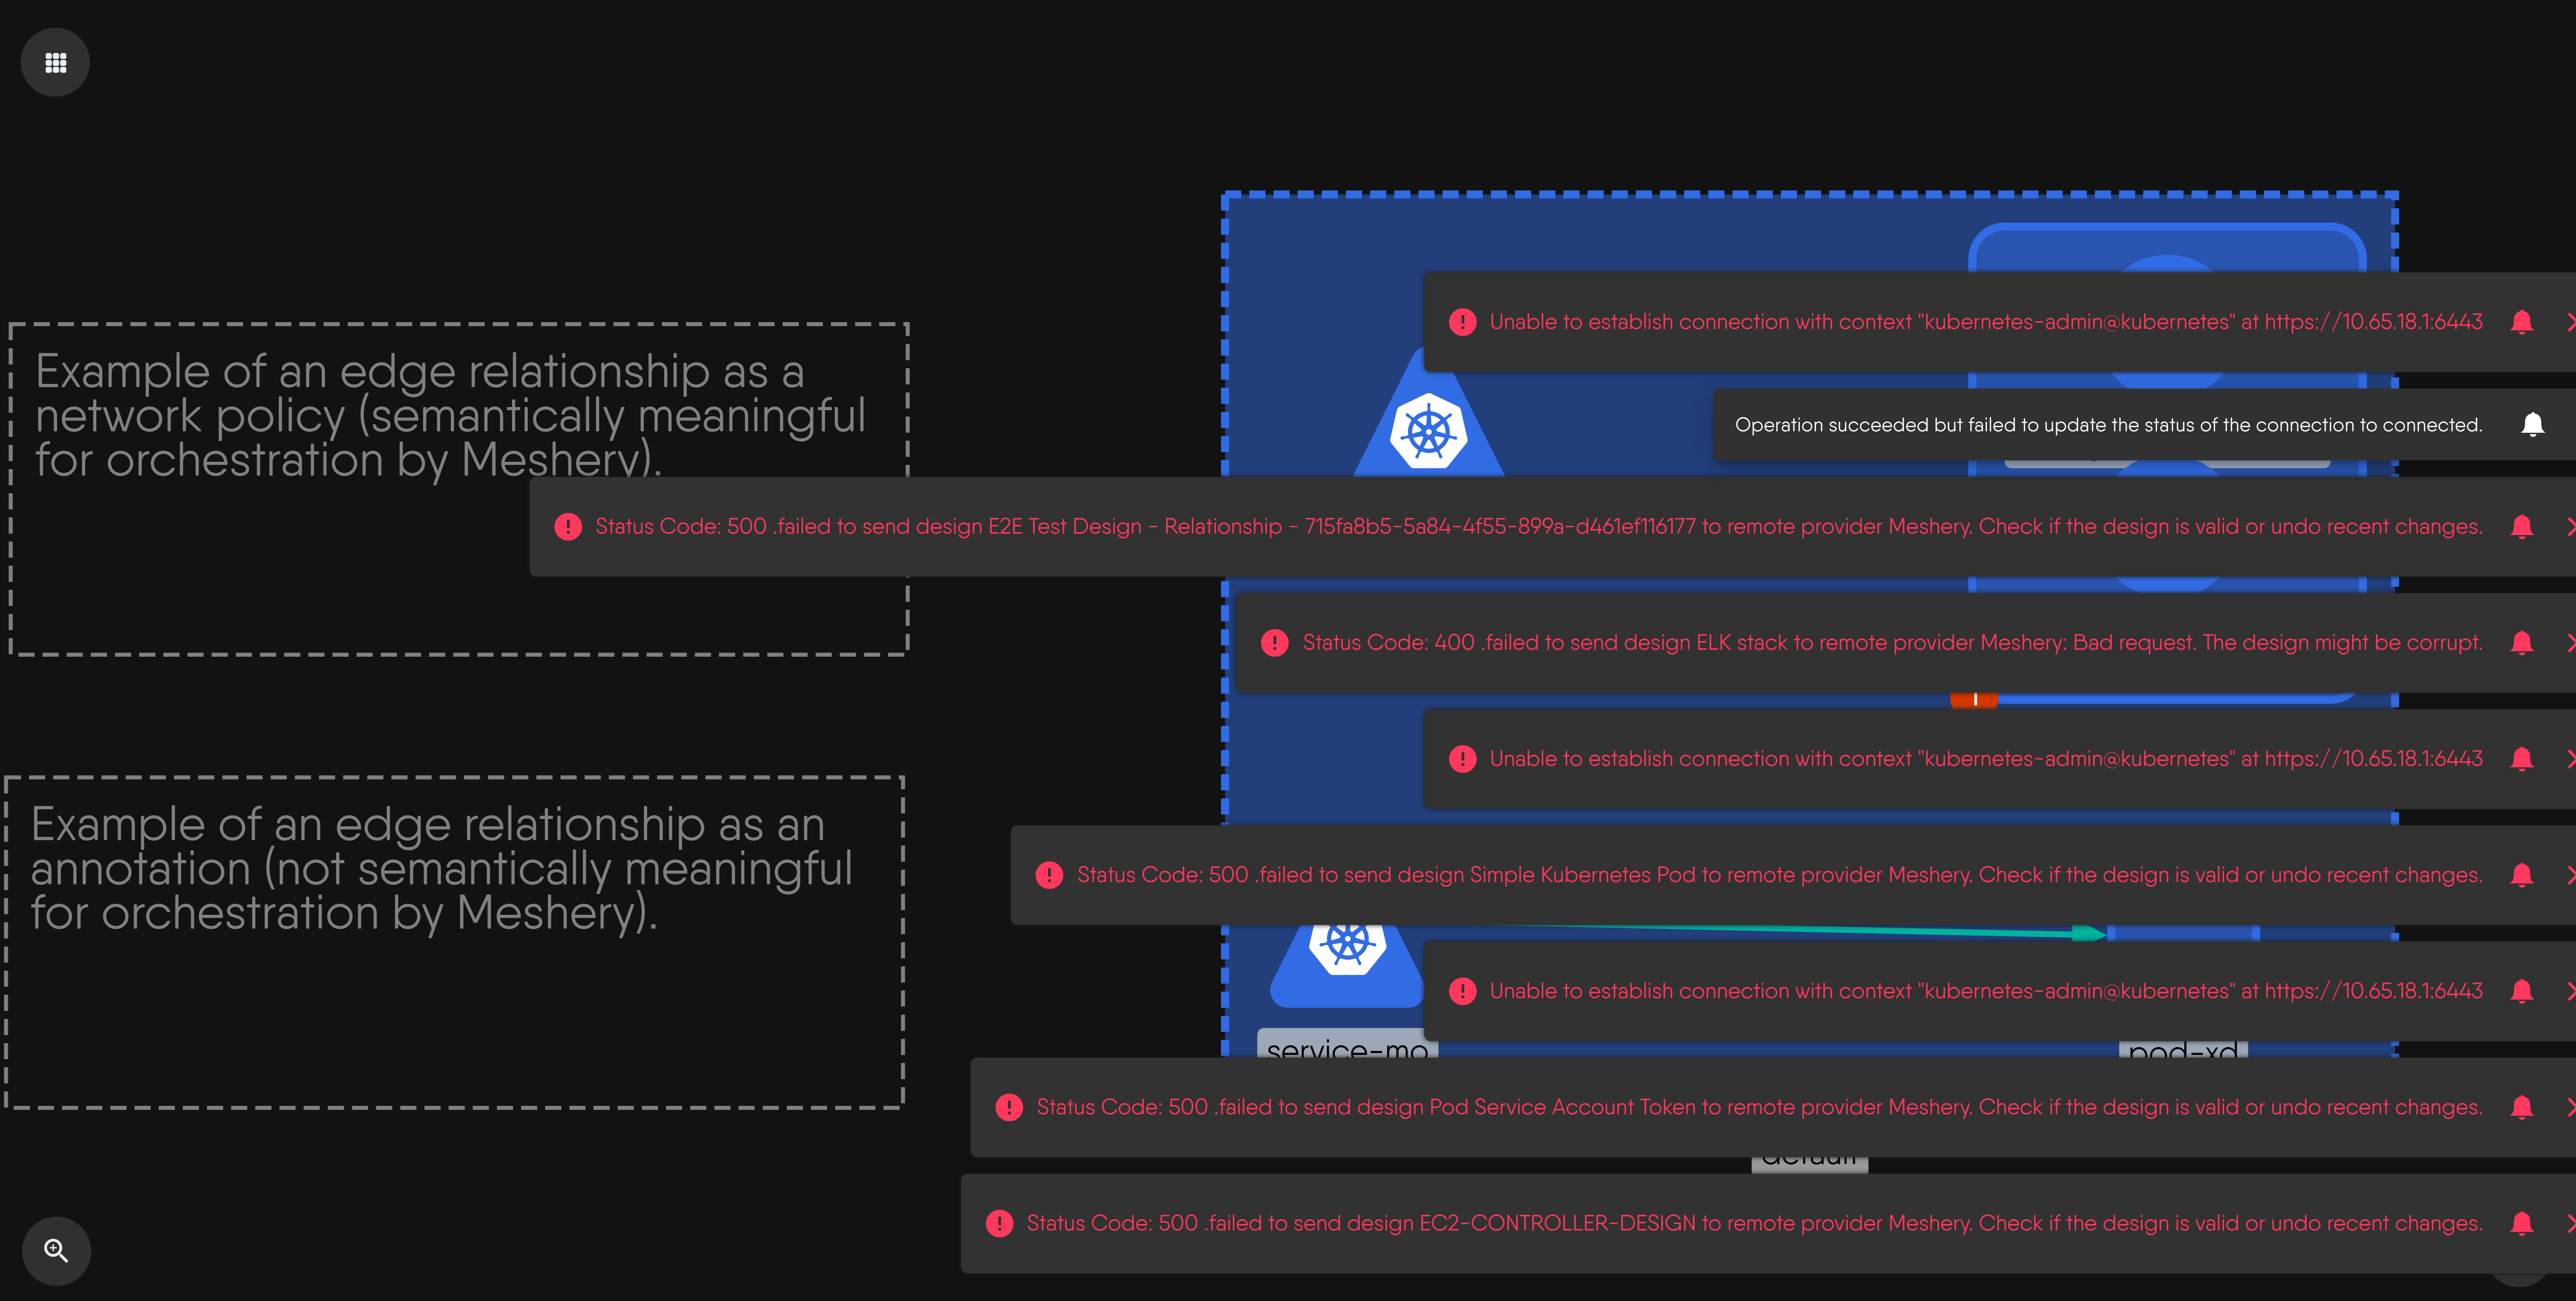 Unable to establish connection with context "kubernetes-admin@kubernetes" at https://10.65.18.1:6443
Example of an edge relationship as a
network policy (semantically meaningful
for orchestration by Meshery).
Operation succeeded but failed to update the status of the connection to connected.
Status Code: 500 .failed to send design E2E Test Design - Relationship - 715fa8b5-5a84-4f55-899a-d461ef116177 to remote provider Meshery. Check if the design is valid or undo recent changes.
Status Code: 400 .failed to send design ELK stack to remote provider Meshery: Bad request. The design might be corrupt.
Unable to establish connection with context "kubernetes-admin@kubernetes" at https://10.65.18.1:6443
Example of an edge relationship as an
annotation (not semantically meaningful
for orchestration by Meshery).
Status Code: 500 .failed to send design Simple Kubernetes Pod to remote provider Meshery. Check if the design is valid or undo recent changes.
Unable to establish connection with context "kubernetes-admin@kubernetes" at https://10.65.18.1:6443
service-mo
pod-xd
Status Code: 500 .failed to send design Pod Service Account Token to remote provider Meshery. Check if the design is valid or undo recent changes.
default
Status Code: 500 .failed to send design EC2-CONTROLLER-DESIGN to remote provider Meshery. Check if the design is valid or undo recent changes.